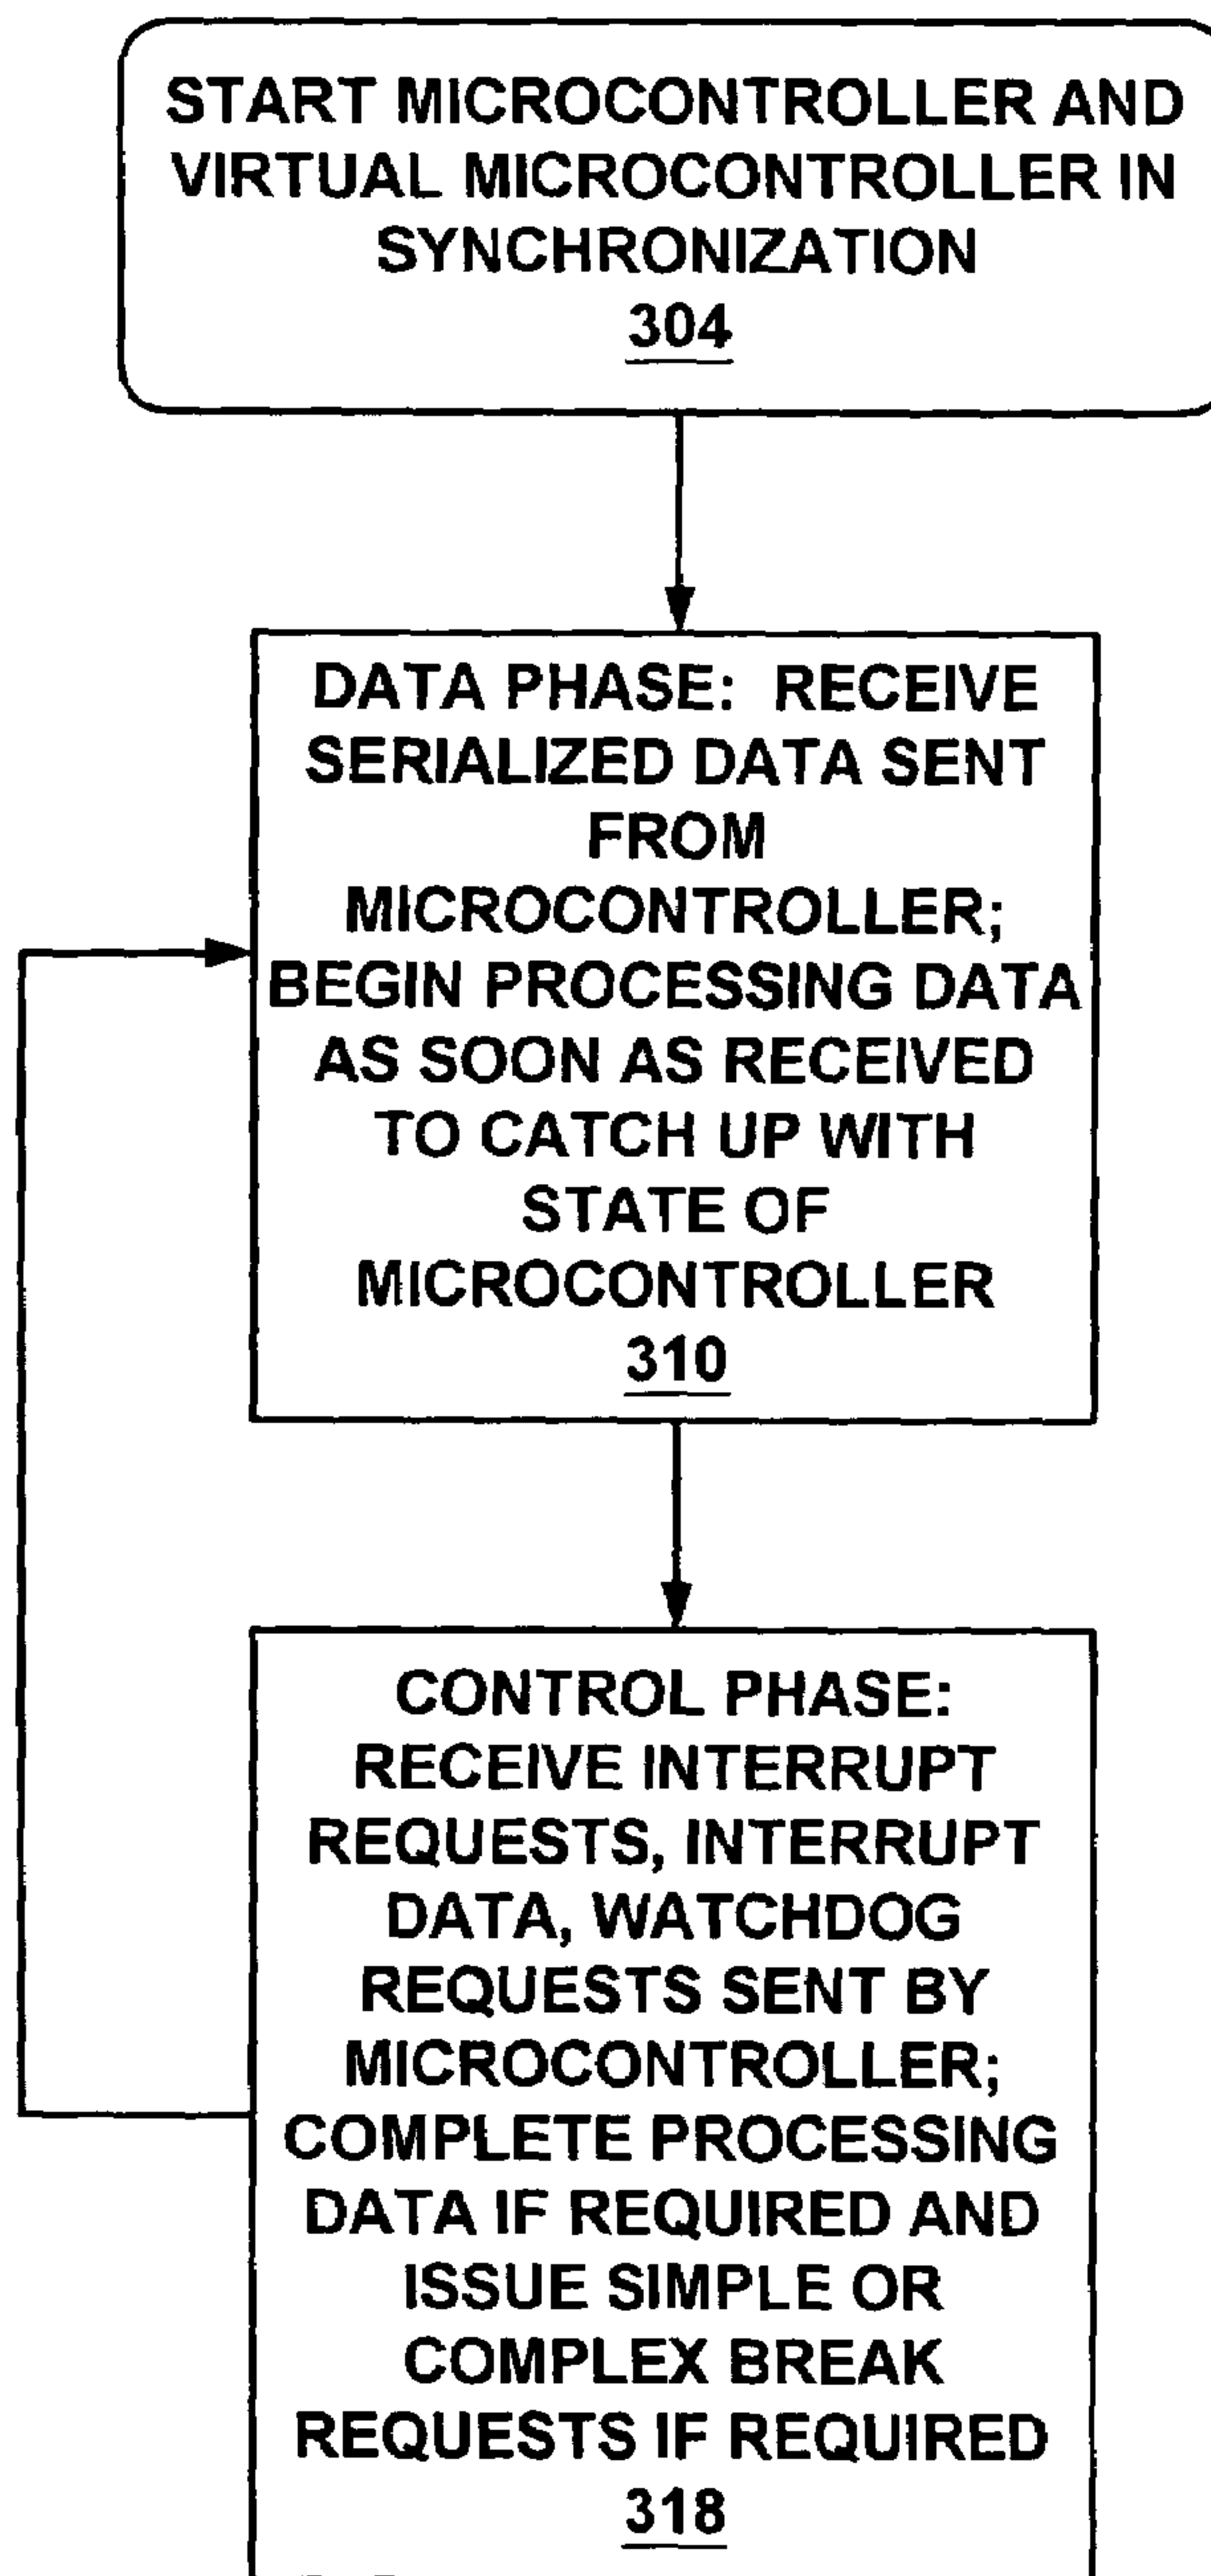 START MICROCONTROLLER AND
VIRTUAL MICROCONTROLLER IN
SYNCHRONIZATION
304
DATA PHASE: RECEIVE
SERIALIZED DATA SENT
FROM
MICROCONTROLLER;
BEGIN PROCESSING DATA
AS SOON AS RECEIVED
TO CATCH UP WITH
STATE OF
MICROCONTROLLER
310
CONTROL PHASE:
RECEIVE INTERRUPT
REQUESTS, INTERRUPT
DATA, WATCHDOG
REQUESTS SENT BY
MICROCONTROLLER;
COMPLETE PROCESSING
DATA IF REQUIRED AND
ISSUE SIMPLE OR
COMPLEX BREAK
REQUESTS IF REQUIRED
318